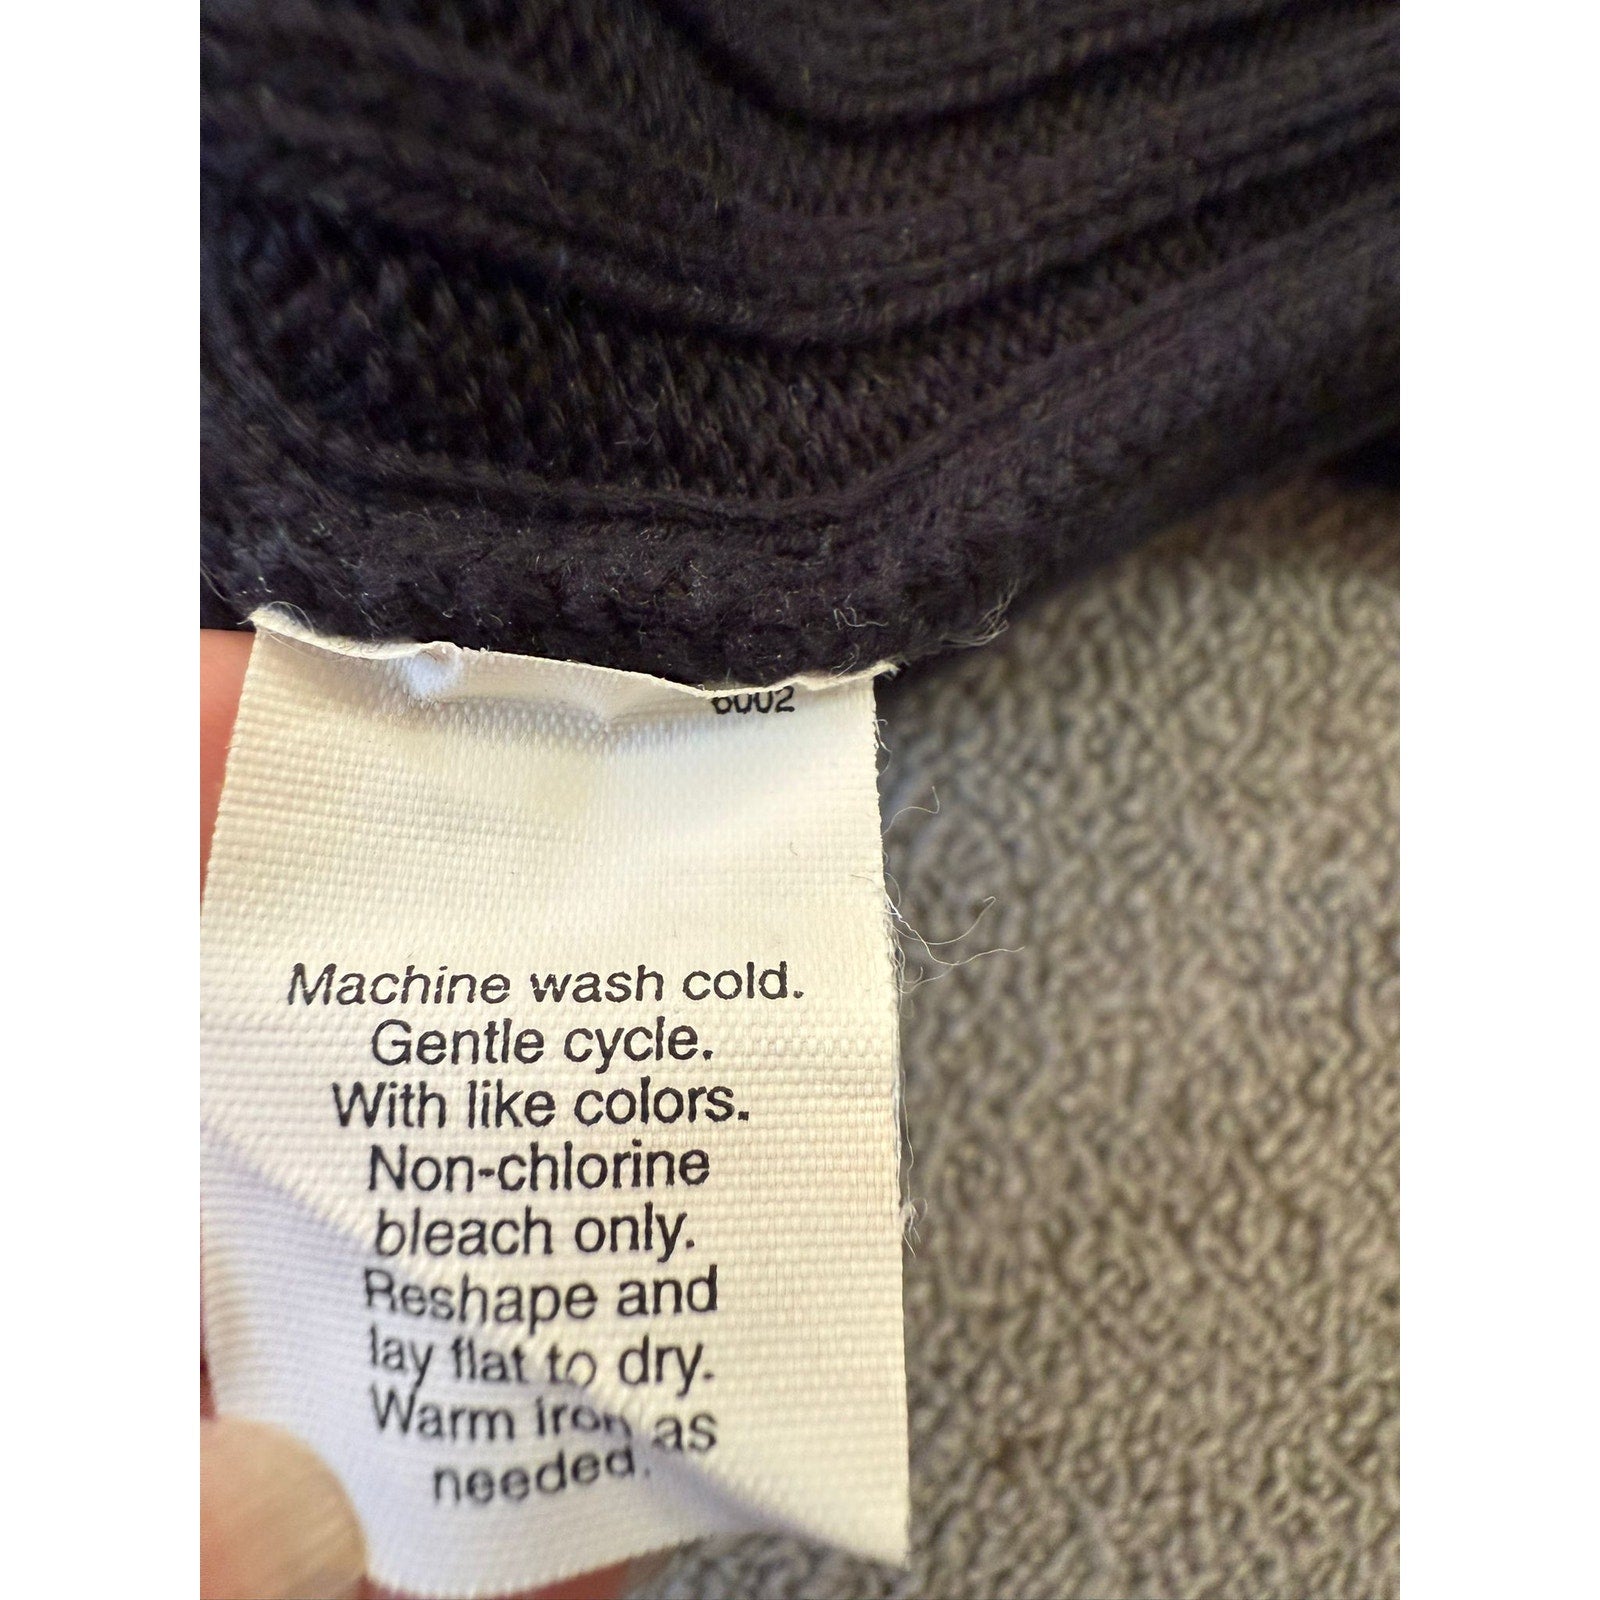 6002
Machine wash cold.
Gentle cycle.
With like colors.
Non-chlorine
bleach only.
Reshape and
lay flat to dry.
Warm iron as
needed.